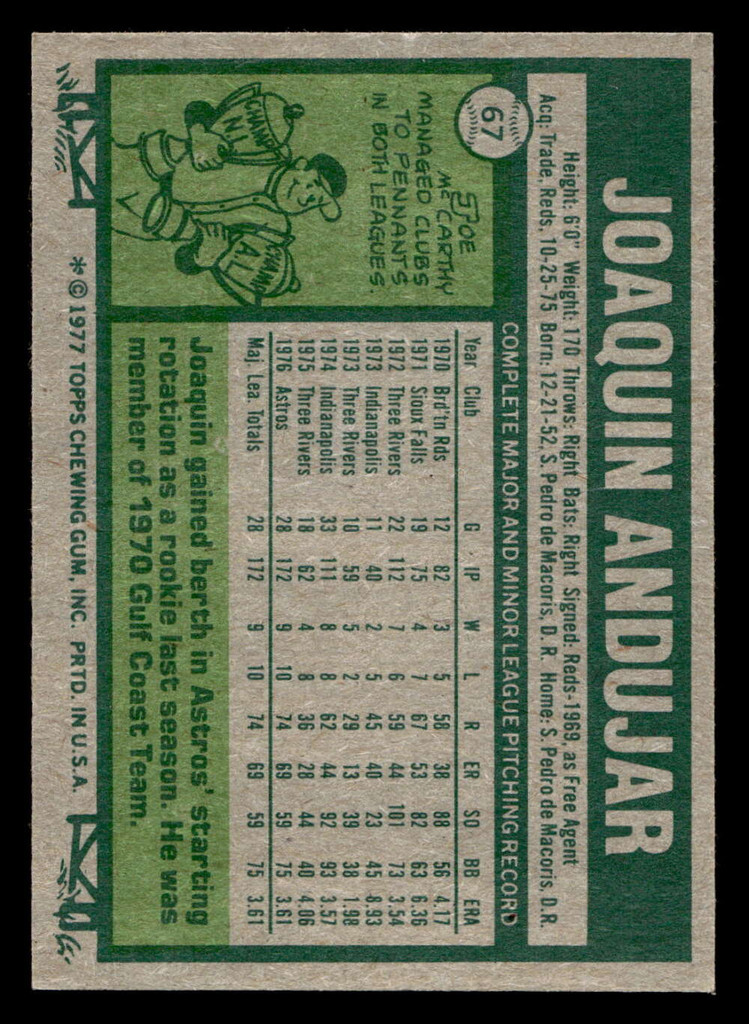 JOAQUIN ANDUJAR
67
Height: 6'0" Weight: 170 Throws: Right Bats: Right Signed: Reds-1969, as Free Agent
Acq: Trade, Reds, 10-25-75 Born: 12-21-52, S. Pedro de Macoris, D. R. Home: S. Pedro de Macoris, D.R.
COMPLETE MAJOR AND MINOR LEAGUE PITCHING RECORD
JOE
McCARTHY
MANAGED CLUBS
TO PENNANTS
IN BOTH LEAGUES.
CHAMP
N.L.
CHAMP
A.L.
Year Club G IP W L R ER SO BB ERA
1970 Brd'tn Rds 12 82 3 5 58 38 88 56 4.17
1971 Sioux Falls 19 75 4 7 67 53 82 63 6.36
1972 Three Rivers 22 112 7 6 59 44 101 73 3.54
1973 Indianapolis 11 40 2 5 45 40 23 45 8.93
1973 Three Rivers 10 59 5 2 29 13 39 38 1.98
1974 Indianapolis 33 111 8 8 62 44 92 93 3.57
1975 Three Rivers 18 62 4 8 36 28 44 40 4.06
1976 Astros 28 172 9 10 74 69 59 75 3.61
Maj. Lea. Totals 28 172 9 10 74 69 59 75 3.61
Joaquin gained berth in Astros' starting
rotation as a rookie last season. He was
member of 1970 Gulf Coast Team.
*© 1977 TOPPS CHEWING GUM, INC. PRTD. IN U.S.A.